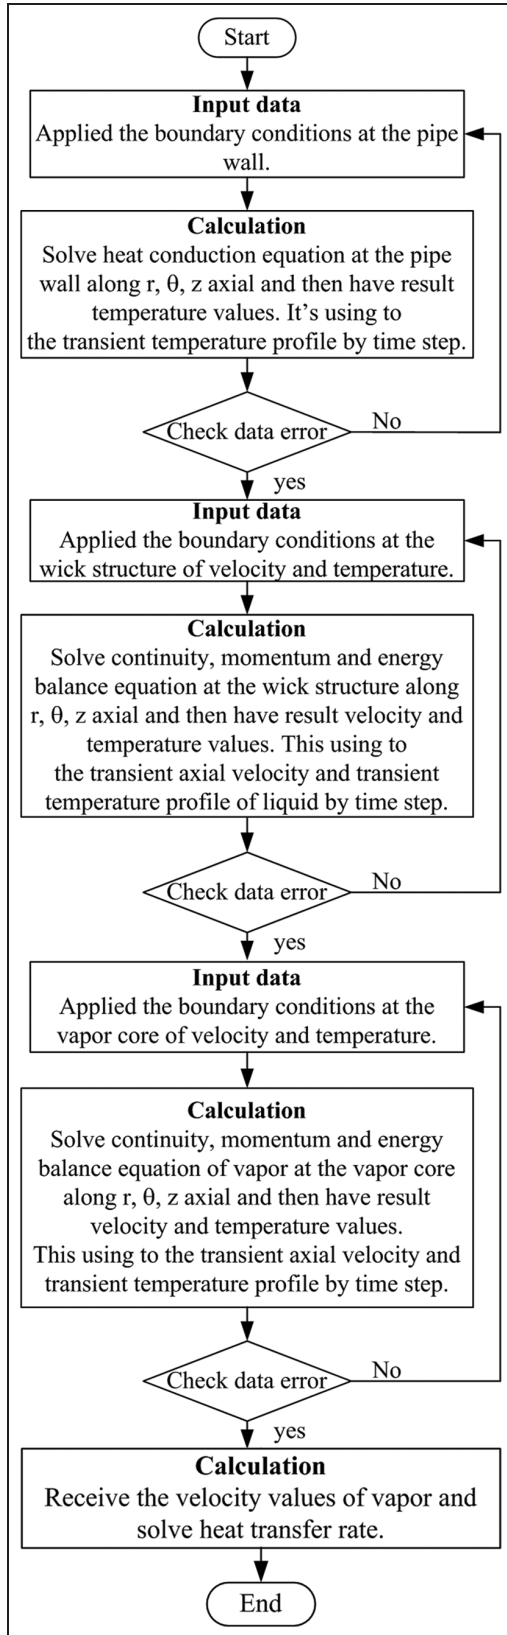 Start
Input data
Applied the boundary conditions at the pipe
wall.
Calculation
Solve heat conduction equation at the pipe
wall along r, θ, z axial and then have result
temperature values. It's using to
the transient temperature profile by time step.
Check data error
No
yes
Input data
Applied the boundary conditions at the
wick structure of velocity and temperature.
Calculation
Solve continuity, momentum and energy
balance equation at the wick structure along
r, θ, z axial and then have result velocity and
temperature values. This using to
the transient axial velocity and transient
temperature profile of liquid by time step.
Check data error
No
yes
Input data
Applied the boundary conditions at the
vapor core of velocity and temperature.
Calculation
Solve continuity, momentum and energy
balance equation of vapor at the vapor core
along r, θ, z axial and then have result
velocity and temperature values.
This using to the transient axial velocity and
transient temperature profile by time step.
Check data error
No
yes
Calculation
Receive the velocity values of vapor and
solve heat transfer rate.
End